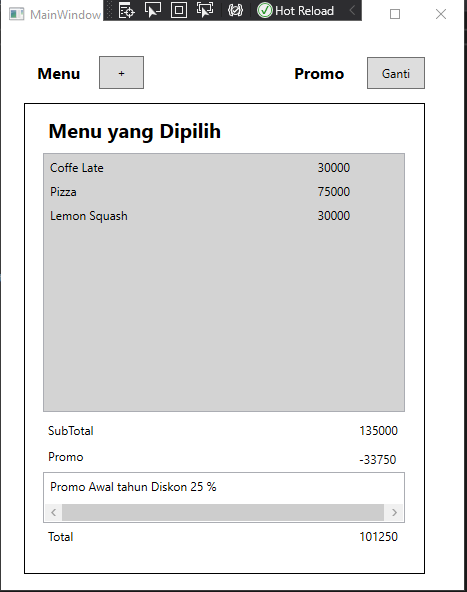 MainWindow Hot Reload
Menu + Promo Ganti
Menu yang Dipilih
Coffe Late 30000
Pizza 75000
Lemon Squash 30000
SubTotal 135000
Promo -33750
Promo Awal tahun Diskon 25 %
Total 101250